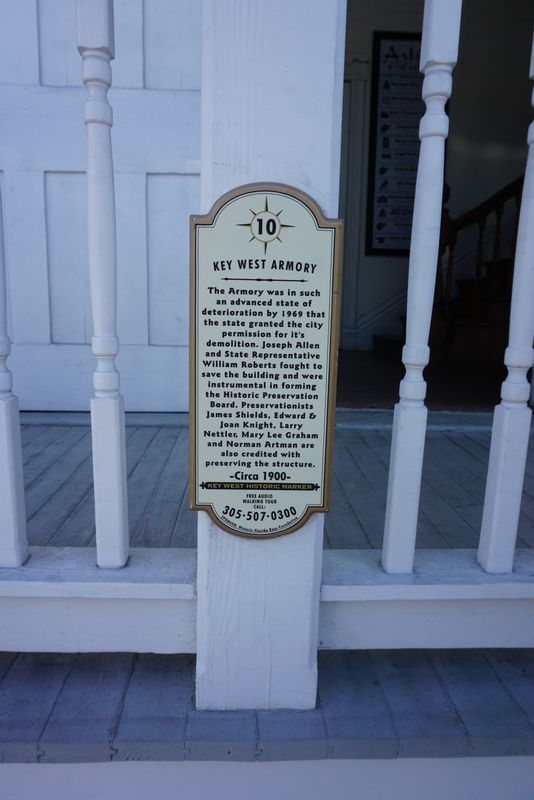 10
KEY WEST ARMORY
The Armory was in such
an advanced state of
deterioration by 1969 that
the state granted the city
permission for it's
demolition. Joseph Allen
and State Representative
William Roberts fought to
save the building and were
instrumental in forming
the Historic Preservation
Board. Preservationists
James Shields, Edward &
Joan Knight, Larry
Nettler, Mary Lee Graham
and Norman Artman are
also credited with
preserving the structure.
-Circa 1900-
KEY WEST HISTORIC MARKER
FREE AUDIO
WALKING TOUR
CALL:
305-507-0300
Historic Florida Keys Foundation